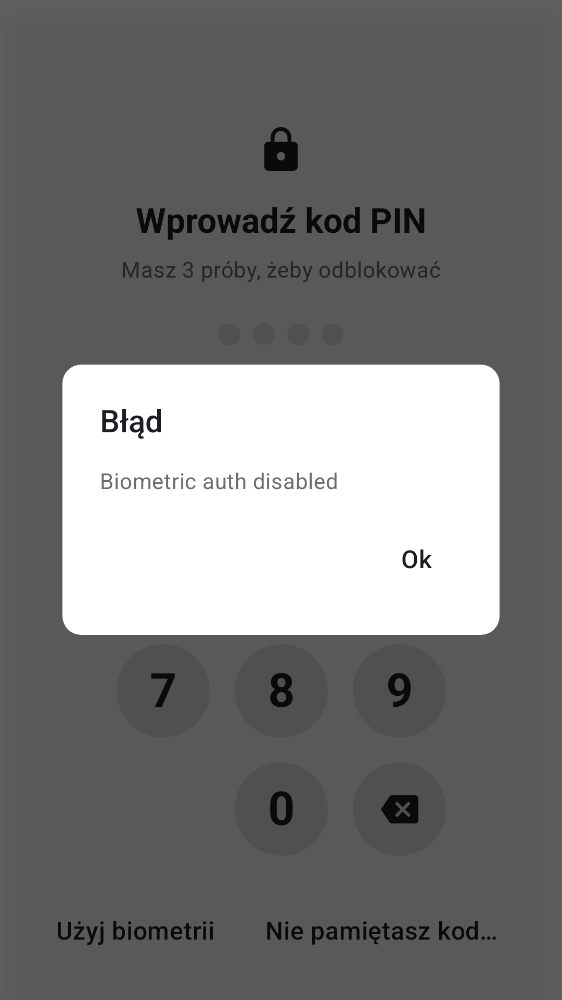 Wprowadź kod PIN
Masz 3 próby, żeby odblokować
Błąd
Biometric auth disabled
Ok
7 8 9
0
Użyj biometrii Nie pamiętasz kod...